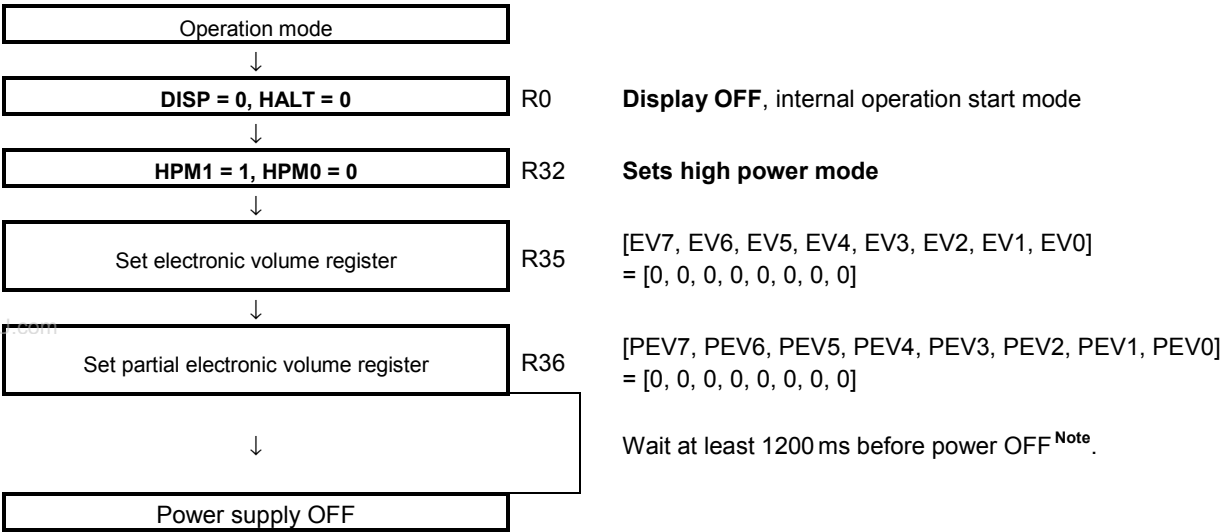 Operation mode
↓
DISP = 0, HALT = 0 R0 Display OFF, internal operation start mode
↓
HPM1 = 1, HPM0 = 0 R32 Sets high power mode
↓
Set electronic volume register R35 [EV7, EV6, EV5, EV4, EV3, EV2, EV1, EV0]
= [0, 0, 0, 0, 0, 0, 0, 0]
↓
.com
Set partial electronic volume register R36 [PEV7, PEV6, PEV5, PEV4, PEV3, PEV2, PEV1, PEV0]
= [0, 0, 0, 0, 0, 0, 0, 0]
↓ Wait at least 1200 ms before power OFF Note.
Power supply OFF